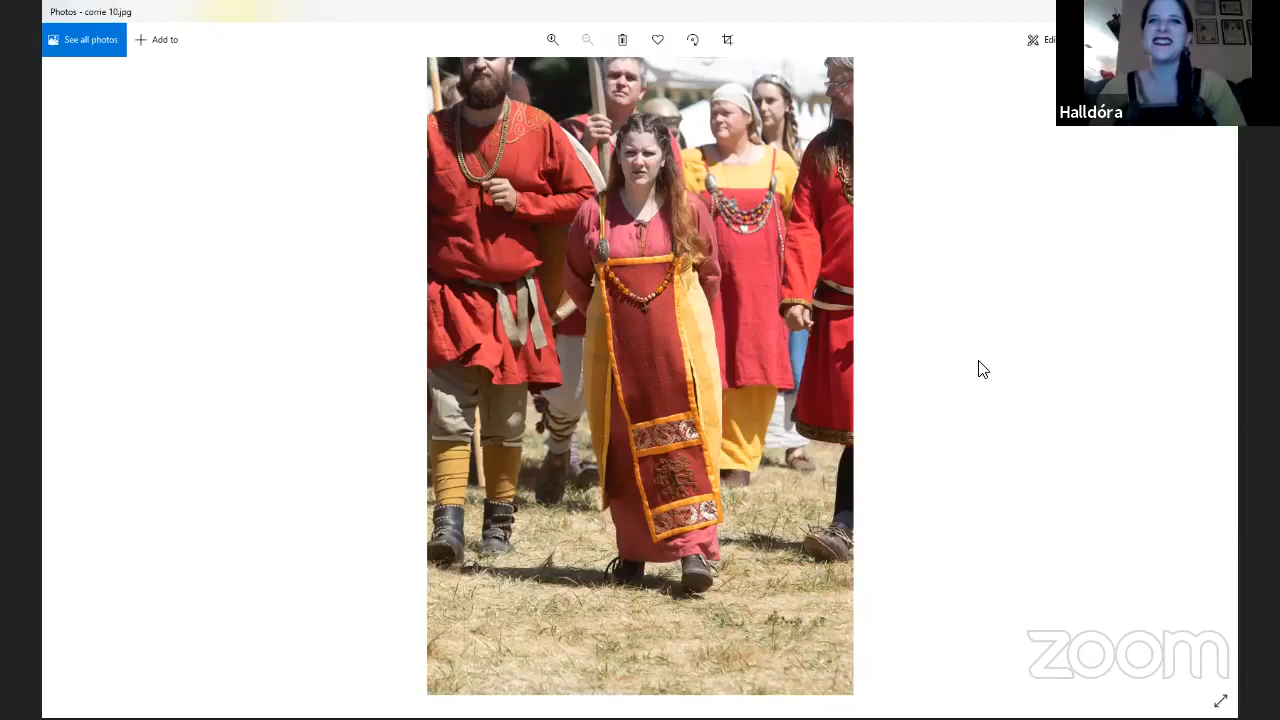 Photos - corrie 10.jpg
See all photos
Add to
Edi
Halldóra
zoom